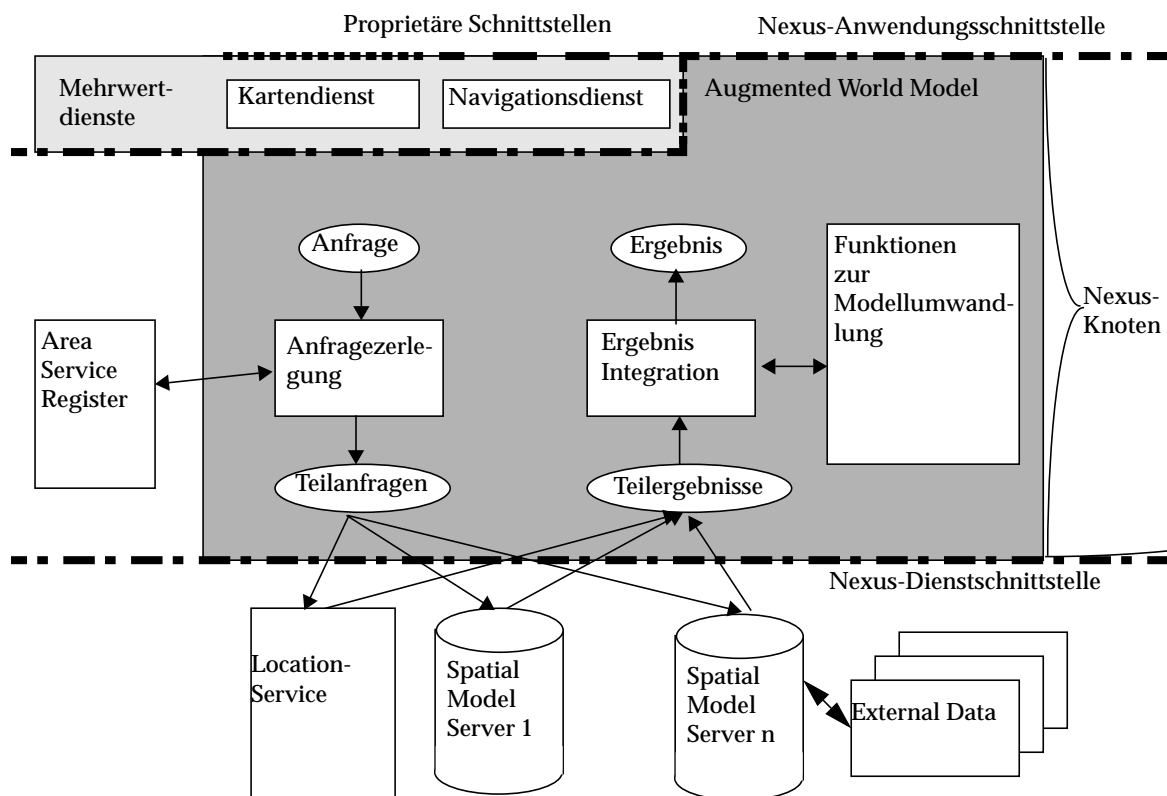 Proprietäre Schnittstellen
Nexus-Anwendungsschnittstelle
Mehrwert-
dienste
Kartendienst
Navigationsdienst
Augmented World Model
Anfrage
Ergebnis
Funktionen
zur
Modellumwand-
lung
Nexus-
Knoten
Area
Service
Register
Anfragezerle-
gung
Ergebnis
Integration
Teilanfragen
Teilergebnisse
Nexus-Dienstschnittstelle
Location-
Service
Spatial
Model
Server 1
Spatial
Model
Server n
External Data